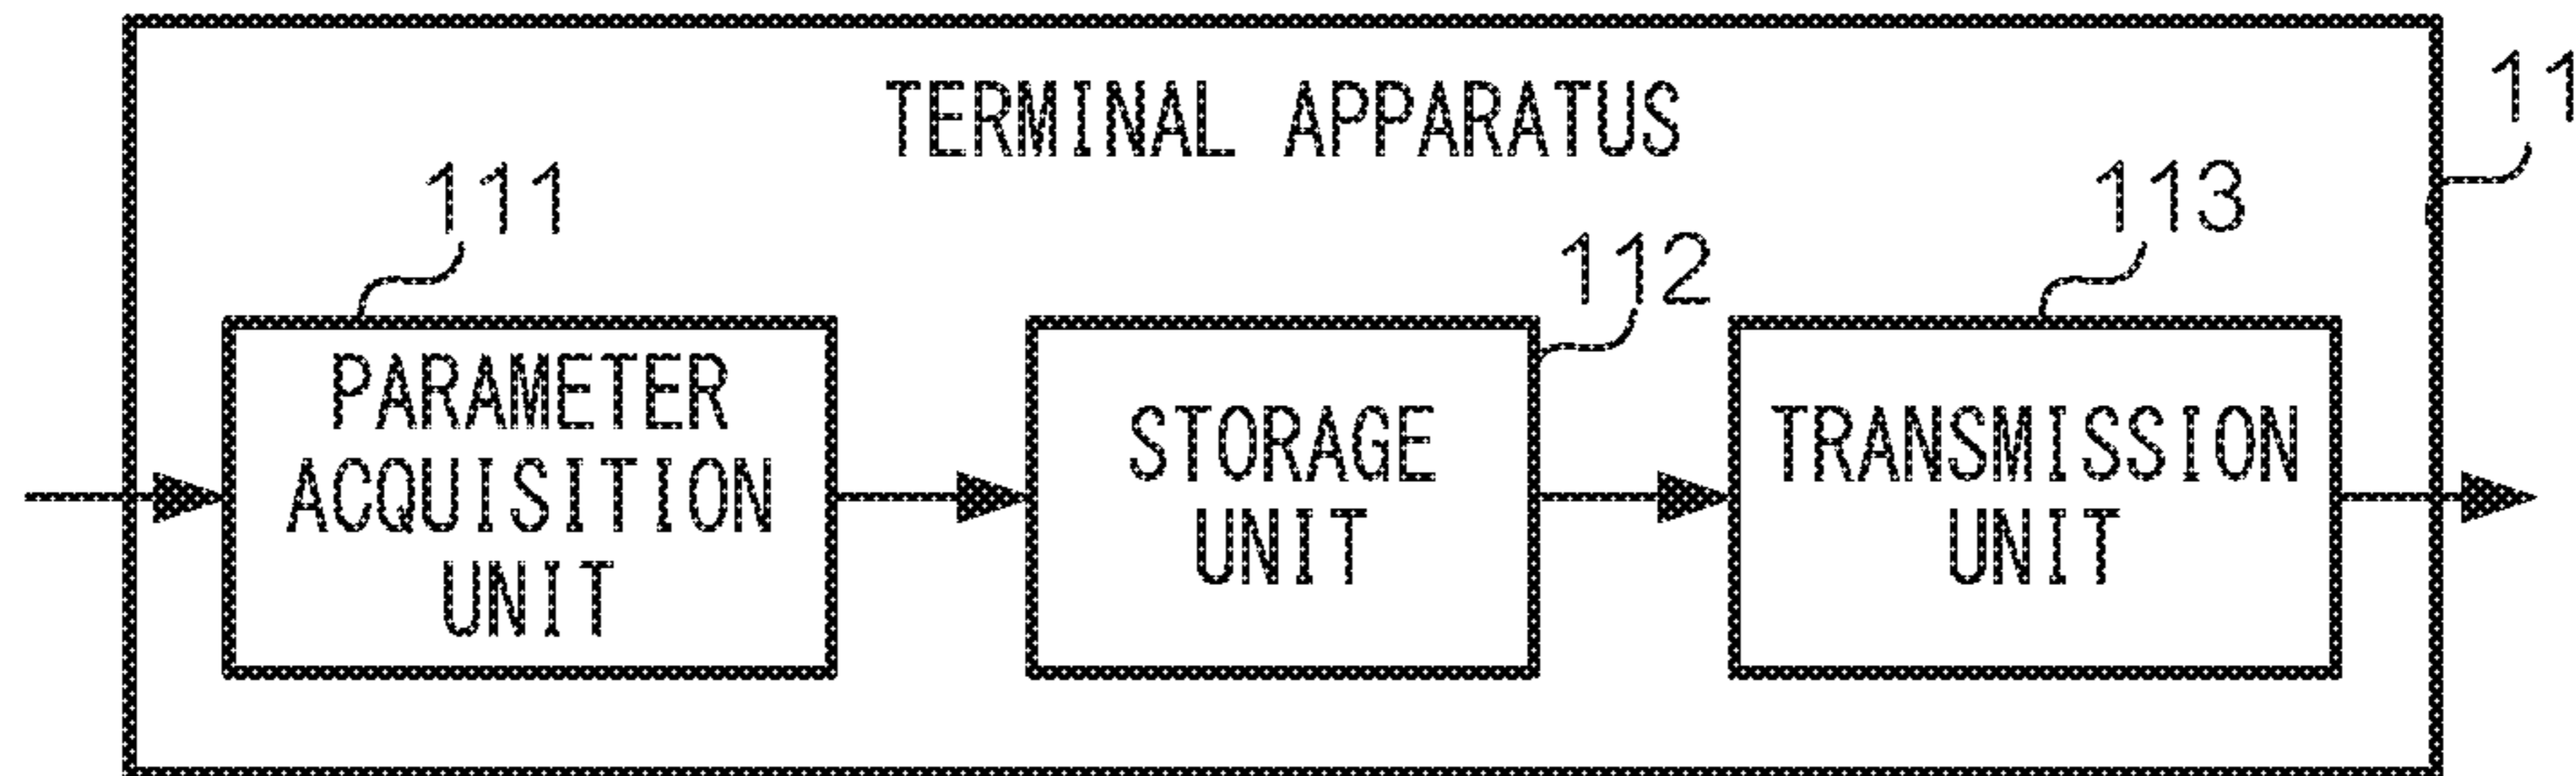 TERMINAL APPARATUS
11
111
112
113
PARAMETER
ACQUISITION
UNIT
STORAGE
UNIT
TRANSMISSION
UNIT